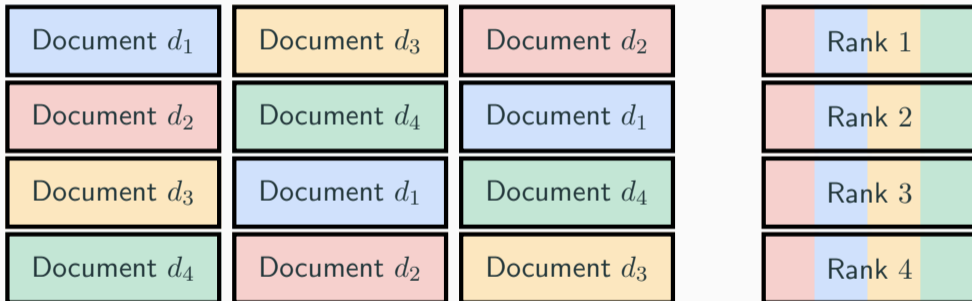 Document d₁ Document d₃ Document d₂ Rank 1
Document d₂ Document d₄ Document d₁ Rank 2
Document d₃ Document d₁ Document d₄ Rank 3
Document d₄ Document d₂ Document d₃ Rank 4